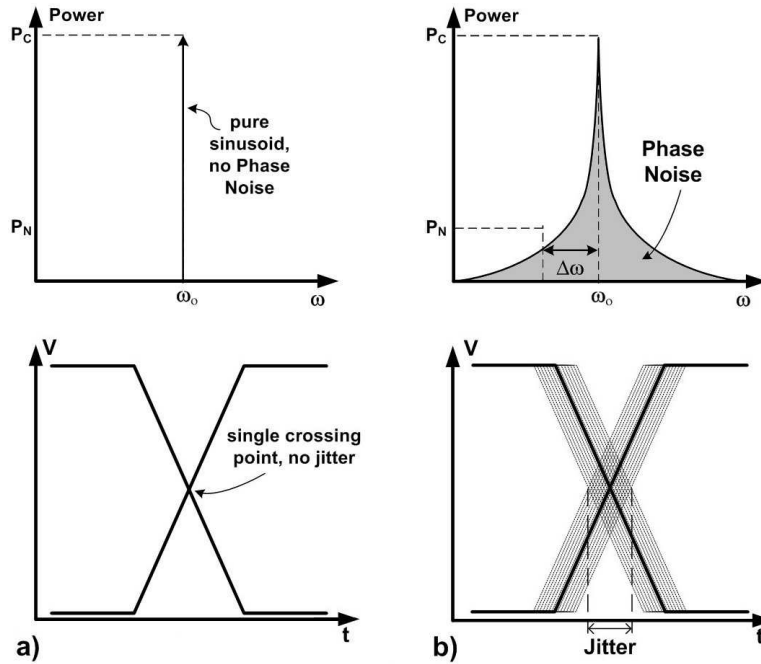 Power
P_C
pure
sinusoid,
no Phase
Noise
P_N
ω_o
ω
Power
P_C
Phase
Noise
P_N
Δω
ω_o
ω
V
single crossing
point, no jitter
t
a)
V
t
b)
Jitter